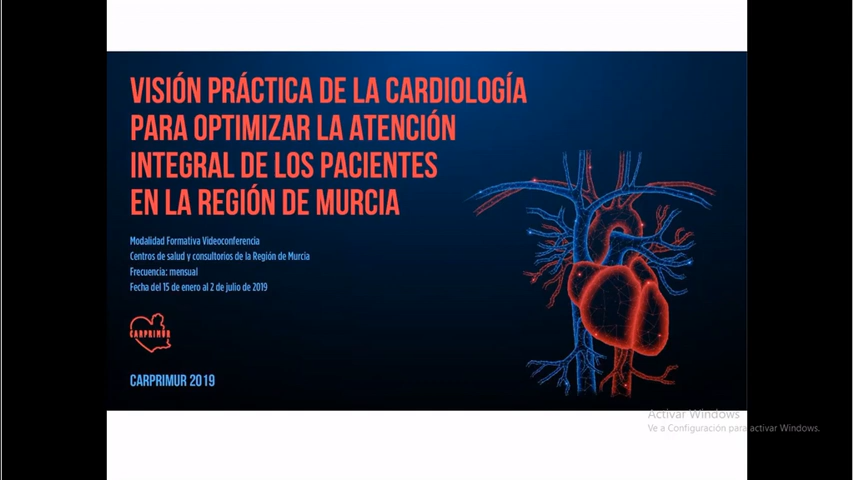 VISIÓN PRÁCTICA DE LA CARDIOLOGÍA
PARA OPTIMIZAR LA ATENCIÓN
INTEGRAL DE LOS PACIENTES
EN LA REGIÓN DE MURCIA
Modalidad Formativa Videoconferencia
Centros de salud y consultorios de la Región de Murcia
Frecuencia: mensual
Fecha del 15 de enero al 2 de julio de 2019
CARPRIMUR
CARPRIMUR 2019
Activar Windows
Ve a Configuración para activar Windows.